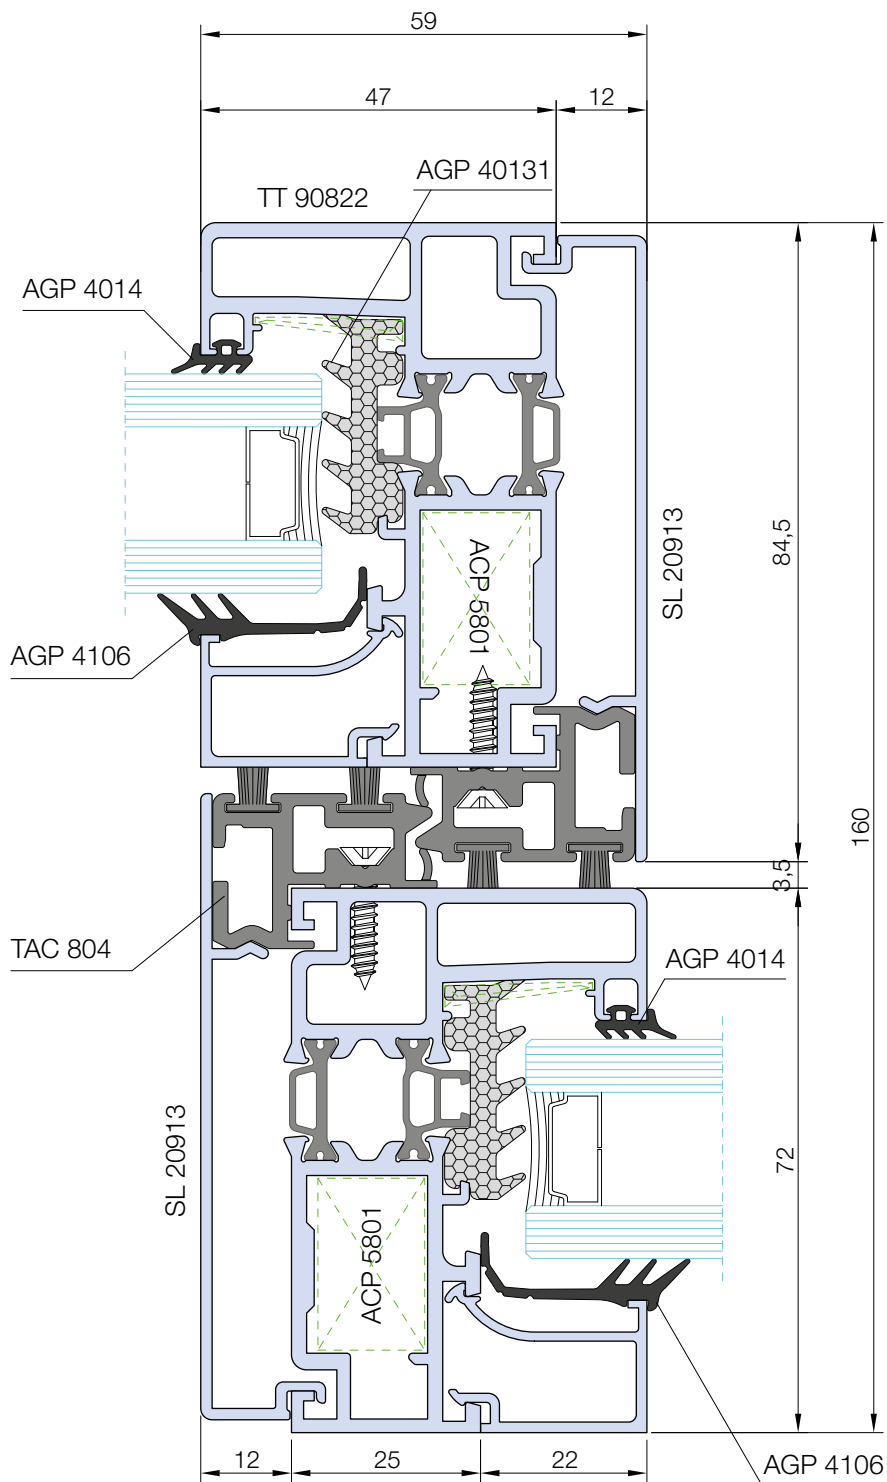 59
47
12
AGP 40131
TT 90822
AGP 4014
ACP 5801
SL 20913
84,5
AGP 4106
160
3,5
TAC 804
AGP 4014
SL 20913
72
ACP 5801
12
25
22
AGP 4106